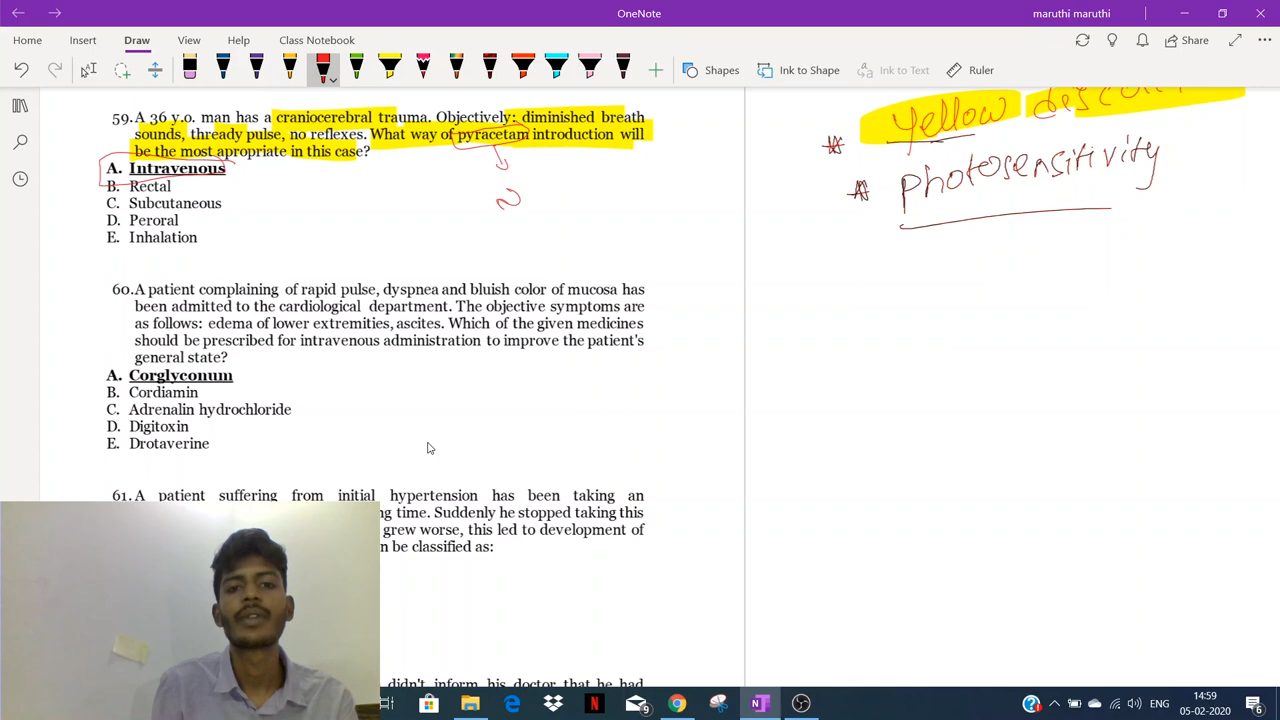 OneNote
maruthi maruthi
Home Insert Draw View Help Class Notebook
Share
Shapes Ink to Shape Ink to Text Ruler
59. A 36 y.o. man has a craniocerebral trauma. Objectively: diminished breath
sounds, thready pulse, no reflexes. What way of pyracetam introduction will
be the most apropriate in this case?
A. Intravenous
B. Rectal
C. Subcutaneous
D. Peroral
E. Inhalation
60. A patient complaining of rapid pulse, dyspnea and bluish color of mucosa has
been admitted to the cardiological department. The objective symptoms are
as follows: edema of lower extremities, ascites. Which of the given medicines
should be prescribed for intravenous administration to improve the patient's
general state?
A. Corglyconum
B. Cordiamin
C. Adrenalin hydrochloride
D. Digitoxin
E. Drotaverine
61. A patient suffering from initial hypertension has been taking an
ng time. Suddenly he stopped taking this
grew worse, this led to development of
n be classified as:
didn't inform his doctor that he had
yellow
photosensitivity
9
ENG
14:59
05-02-2020
6